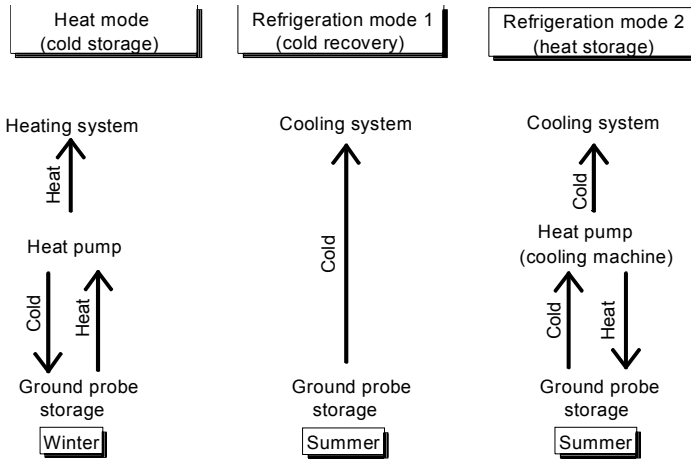 Heat mode
(cold storage)
Refrigeration mode 1
(cold recovery)
Refrigeration mode 2
(heat storage)
Heating system
Cooling system
Cooling system
Heat
Cold
Cold
Heat pump
Heat pump
(cooling machine)
Cold
Heat
Cold
Heat
Ground probe
storage
Ground probe
storage
Ground probe
storage
Winter
Summer
Summer